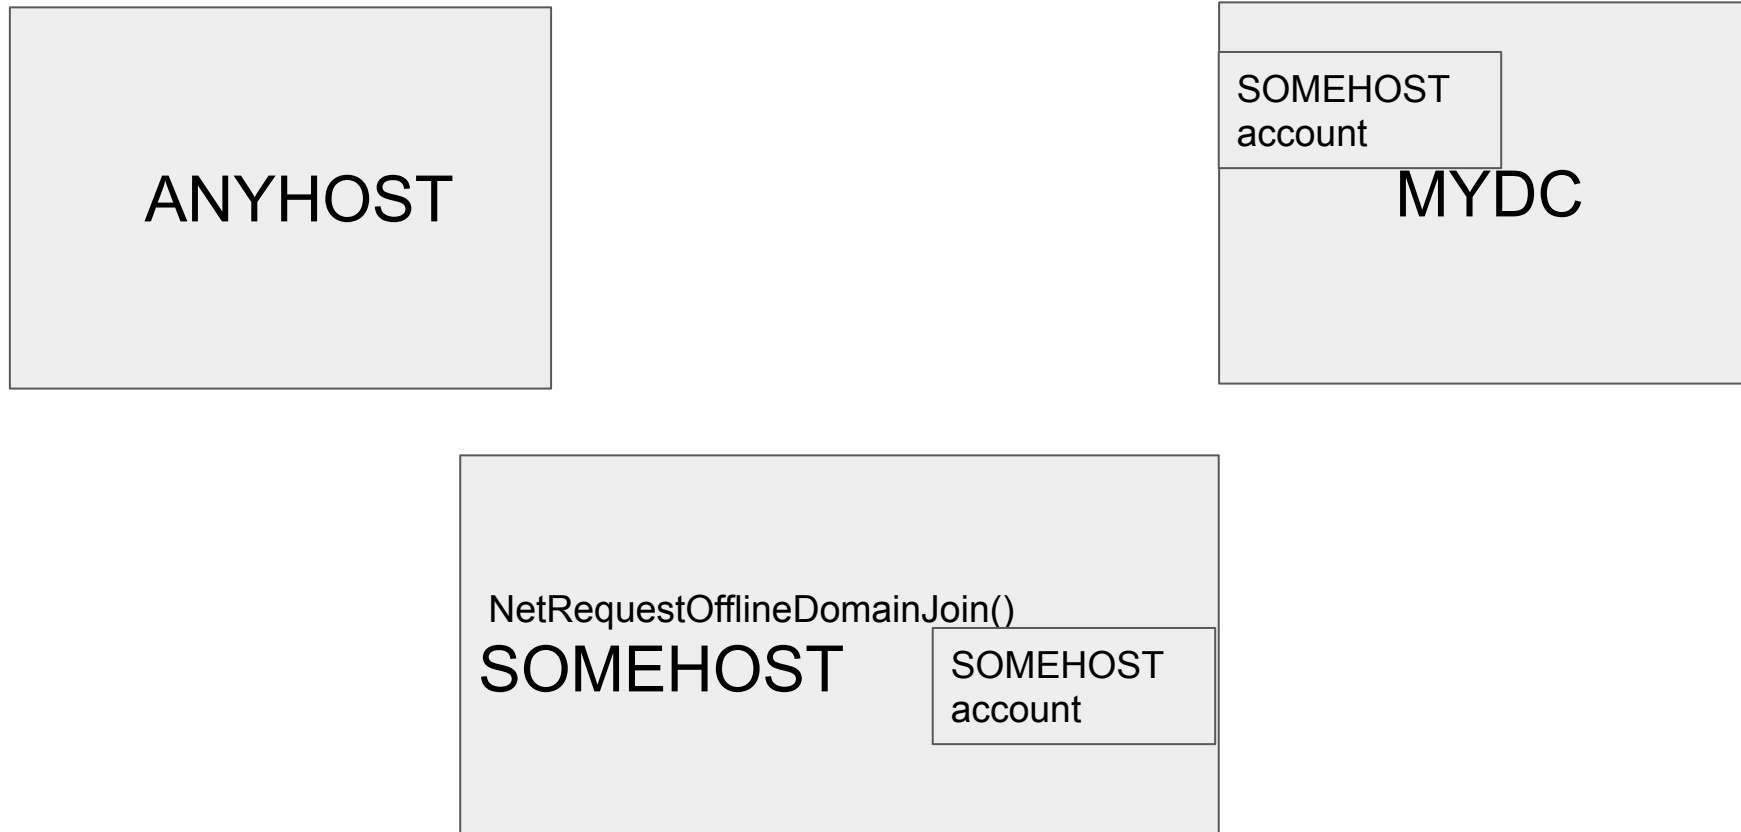 ANYHOST
SOMEHOST
account
MYDC
NetRequestOfflineDomainJoin()
SOMEHOST
SOMEHOST
account